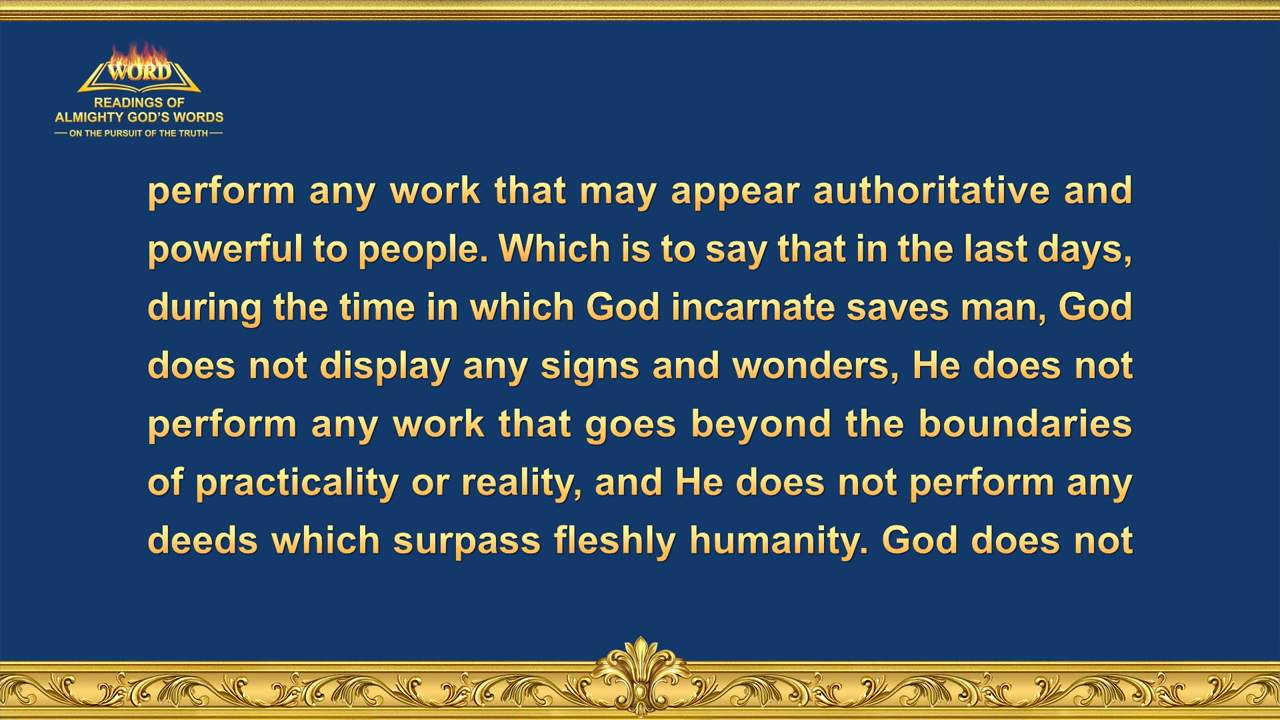 WORD
READINGS OF
ALMIGHTY GOD'S WORDS
ON THE PURSUIT OF THE TRUTH
perform any work that may appear authoritative and
powerful to people. Which is to say that in the last days,
during the time in which God incarnate saves man, God
does not display any signs and wonders, He does not
perform any work that goes beyond the boundaries
of practicality or reality, and He does not perform any
deeds which surpass fleshly humanity. God does not